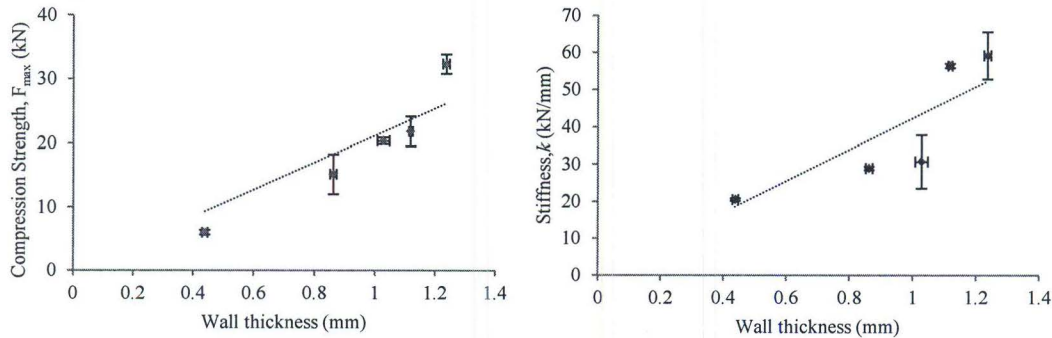 Compression Strength, Fmax (kN)
40
30
20
10
0
0 0.2 0.4 0.6 0.8 1 1.2 1.4
Wall thickness (mm)
Stiffness,k (kN/mm)
70
60
50
40
30
20
10
0
0 0.2 0.4 0.6 0.8 1 1.2 1.4
Wall thickness (mm)